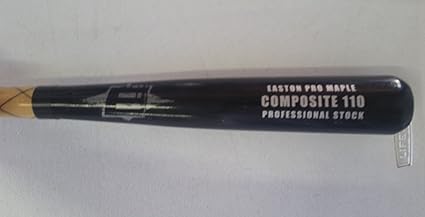 EASTON PRO MAPLE
COMPOSITE 110
PROFESSIONAL STOCK